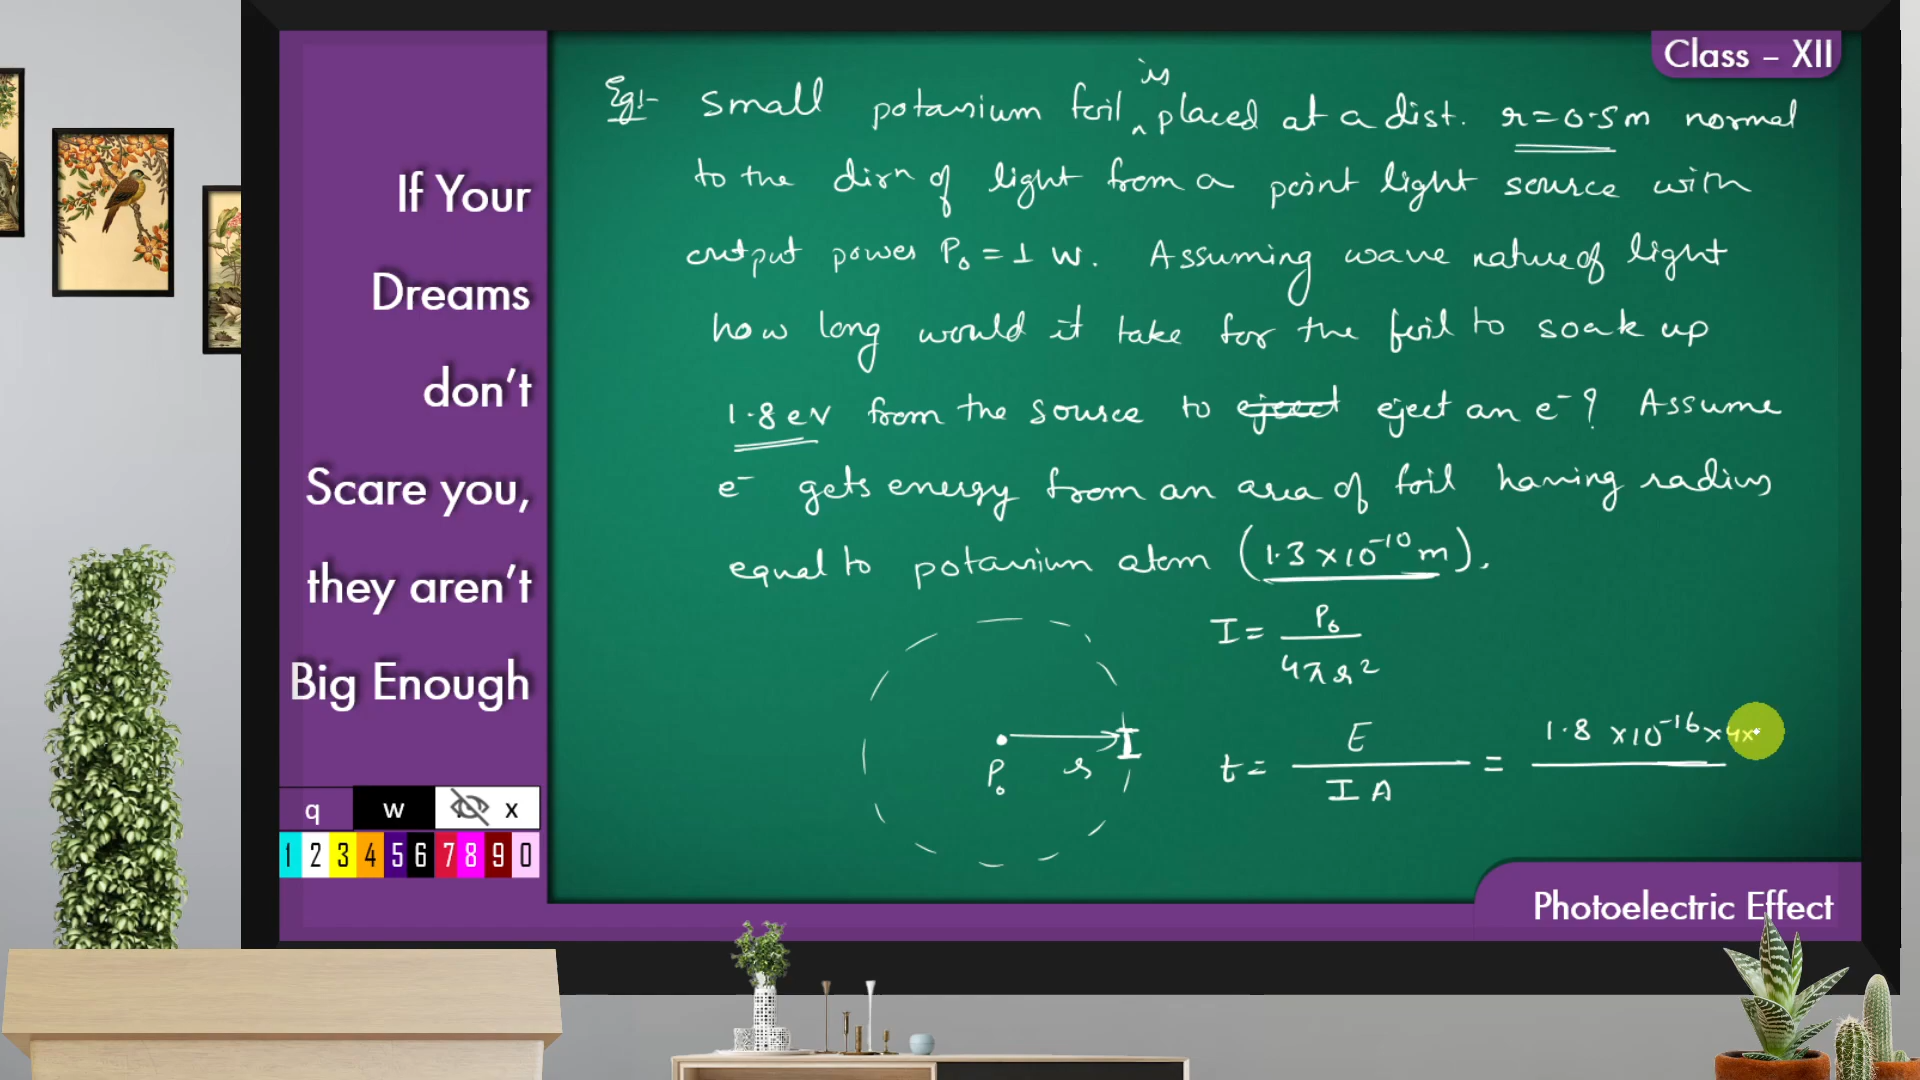 Class – XII
If Your
Dreams
don't
Scare you,
they aren't
Big Enough
Eg:- Small potassium foil is placed at a dist. r=0.5m normal
to the dirn of light from a point light source with
output power P0 = 1 W. Assuming wave nature of light
how long would it take for the foil to soak up
1.8 eV from the source to eject eject an e-? Assume
e- gets energy from an area of foil having radius
equal to potassium atom (1.3 × 10^-10 m).
I = P0 / 4πr²
P0 r I
t = E / IA = 1.8 × 10^-16 × 4×
q w x
1 2 3 4 5 6 7 8 9 0
Photoelectric Effect